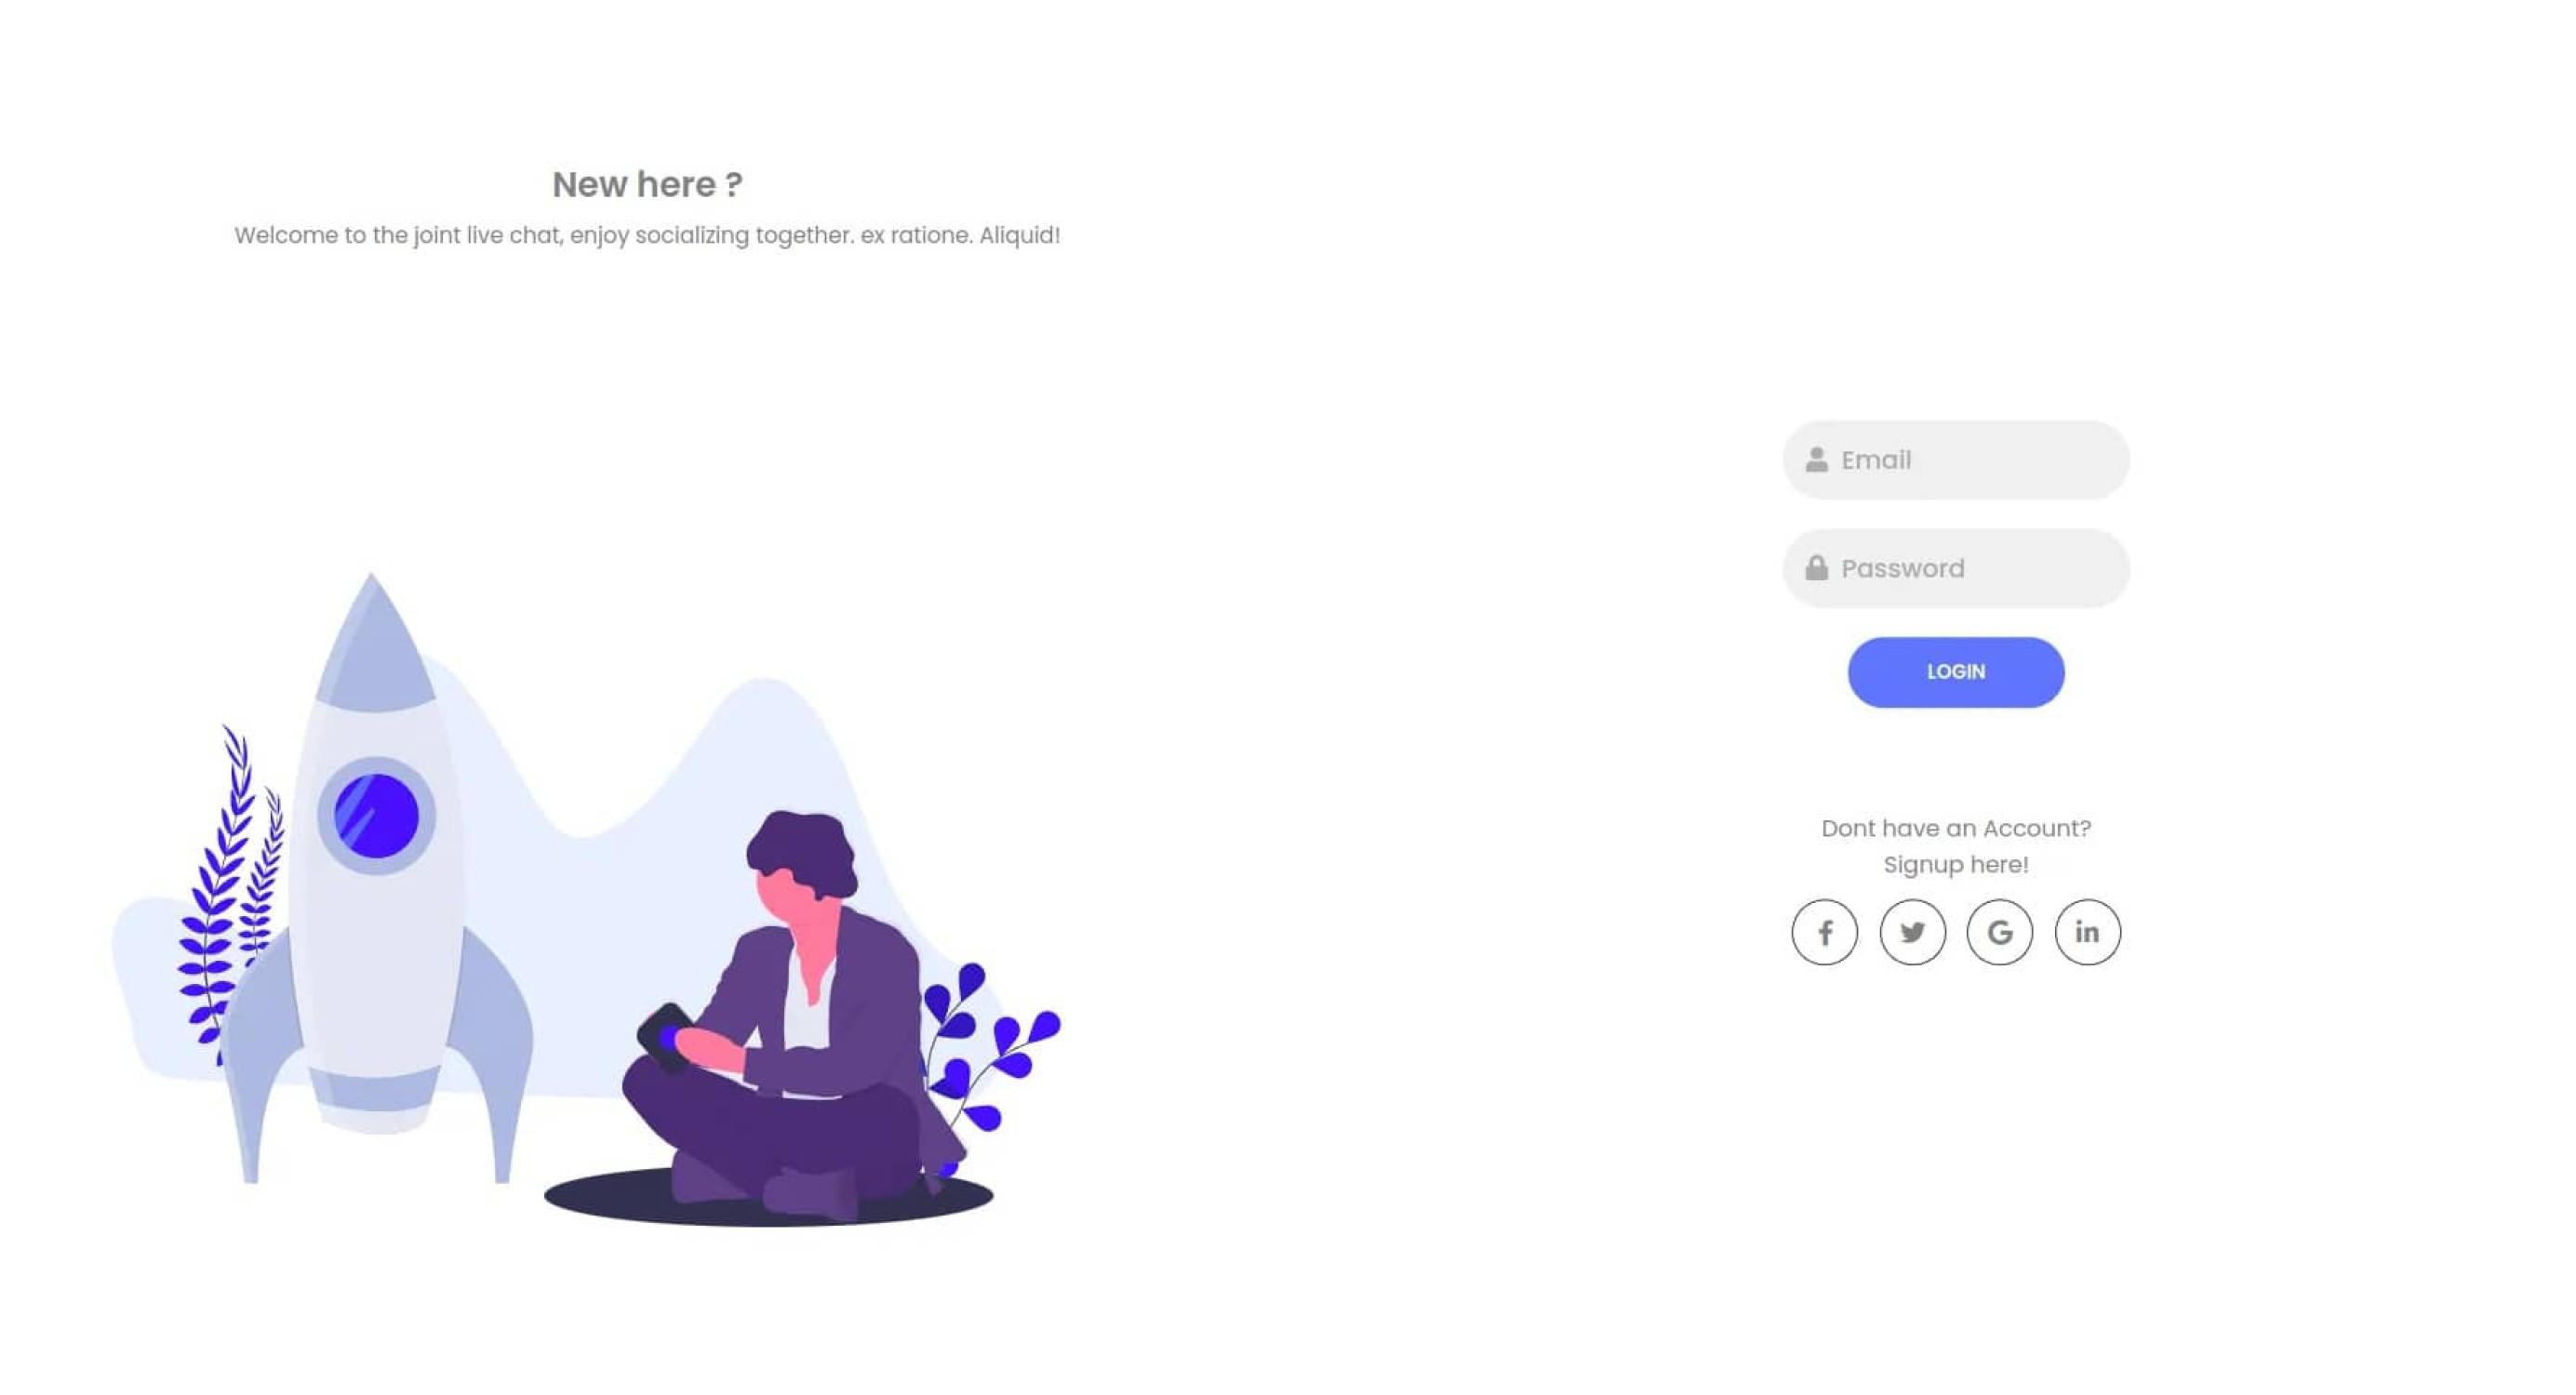 New here ?
Welcome to the joint live chat, enjoy socializing together. ex ratione. Aliquid!
Email
Password
LOGIN
Dont have an Account?
Signup here!